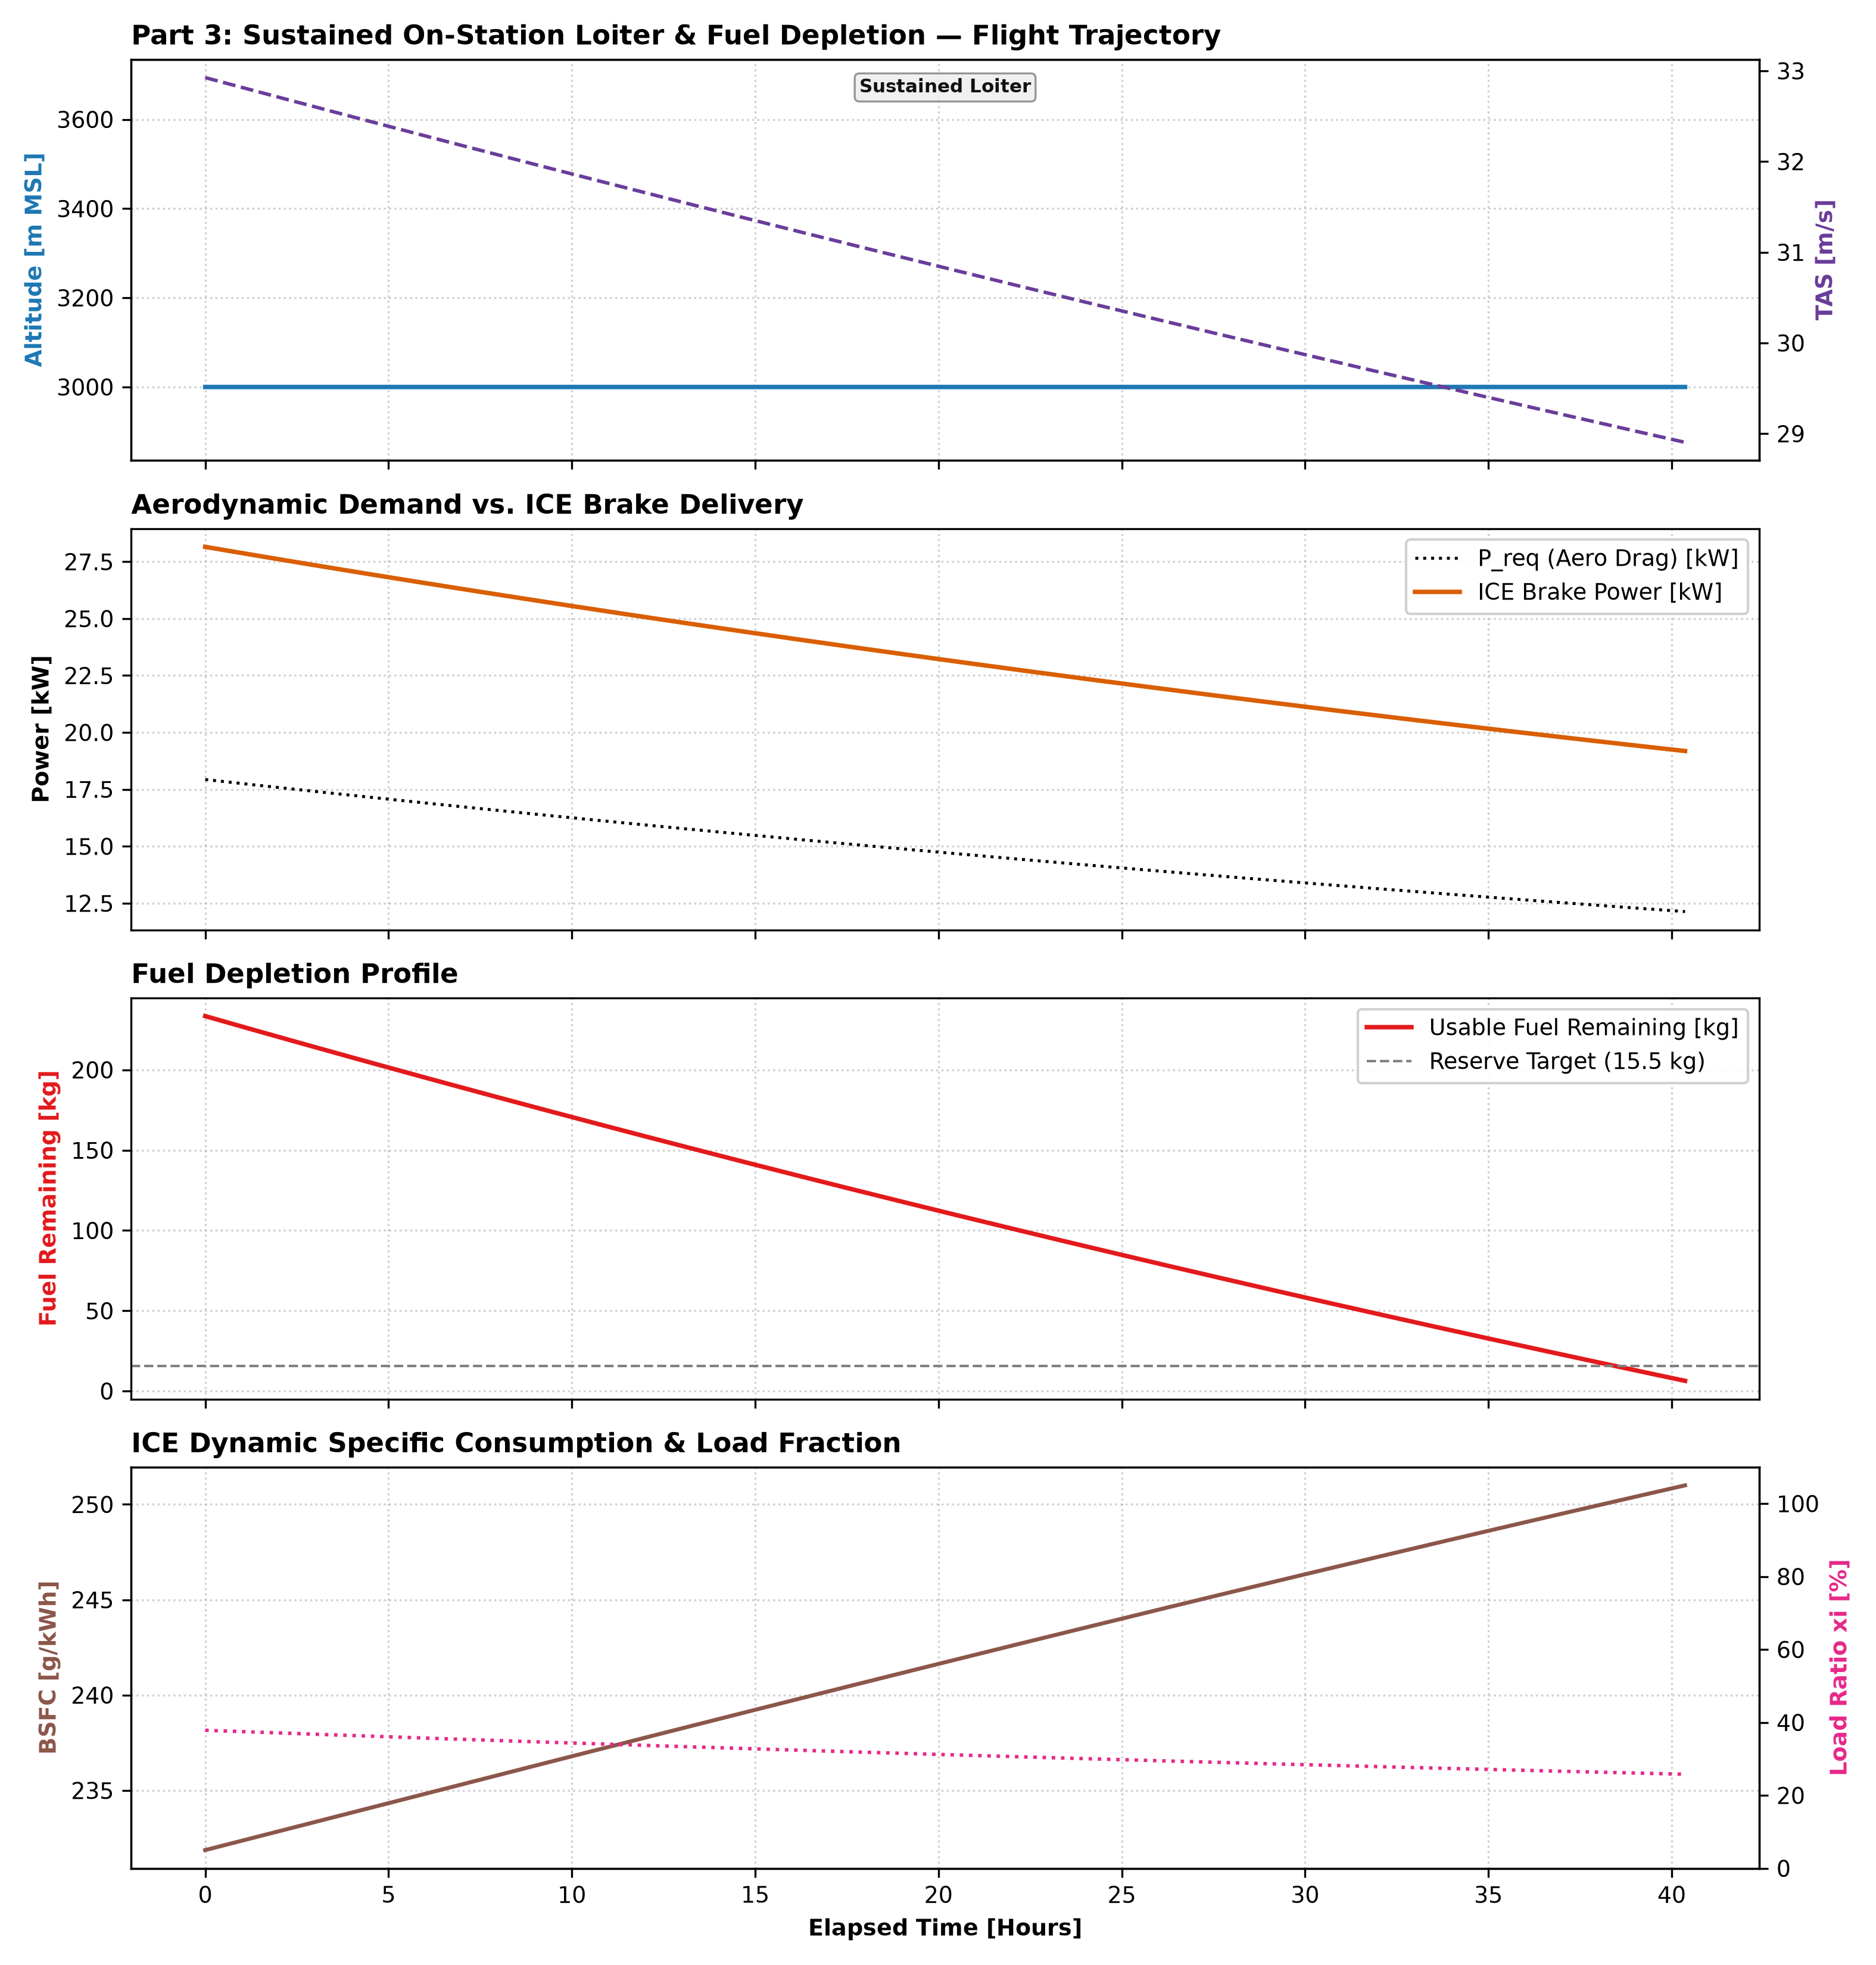 Part 3: Sustained On-Station Loiter & Fuel Depletion — Flight Trajectory
Sustained Loiter
Altitude [m MSL]
3600
3400
3200
3000
TAS [m/s]
33
32
31
30
29
Aerodynamic Demand vs. ICE Brake Delivery
P_req (Aero Drag) [kW]
ICE Brake Power [kW]
Power [kW]
27.5
25.0
22.5
20.0
17.5
15.0
12.5
Fuel Depletion Profile
Usable Fuel Remaining [kg]
Reserve Target (15.5 kg)
Fuel Remaining [kg]
200
150
100
50
0
ICE Dynamic Specific Consumption & Load Fraction
BSFC [g/kWh]
250
245
240
235
Load Ratio xi [%]
100
80
60
40
20
0
0 5 10 15 20 25 30 35 40
Elapsed Time [Hours]